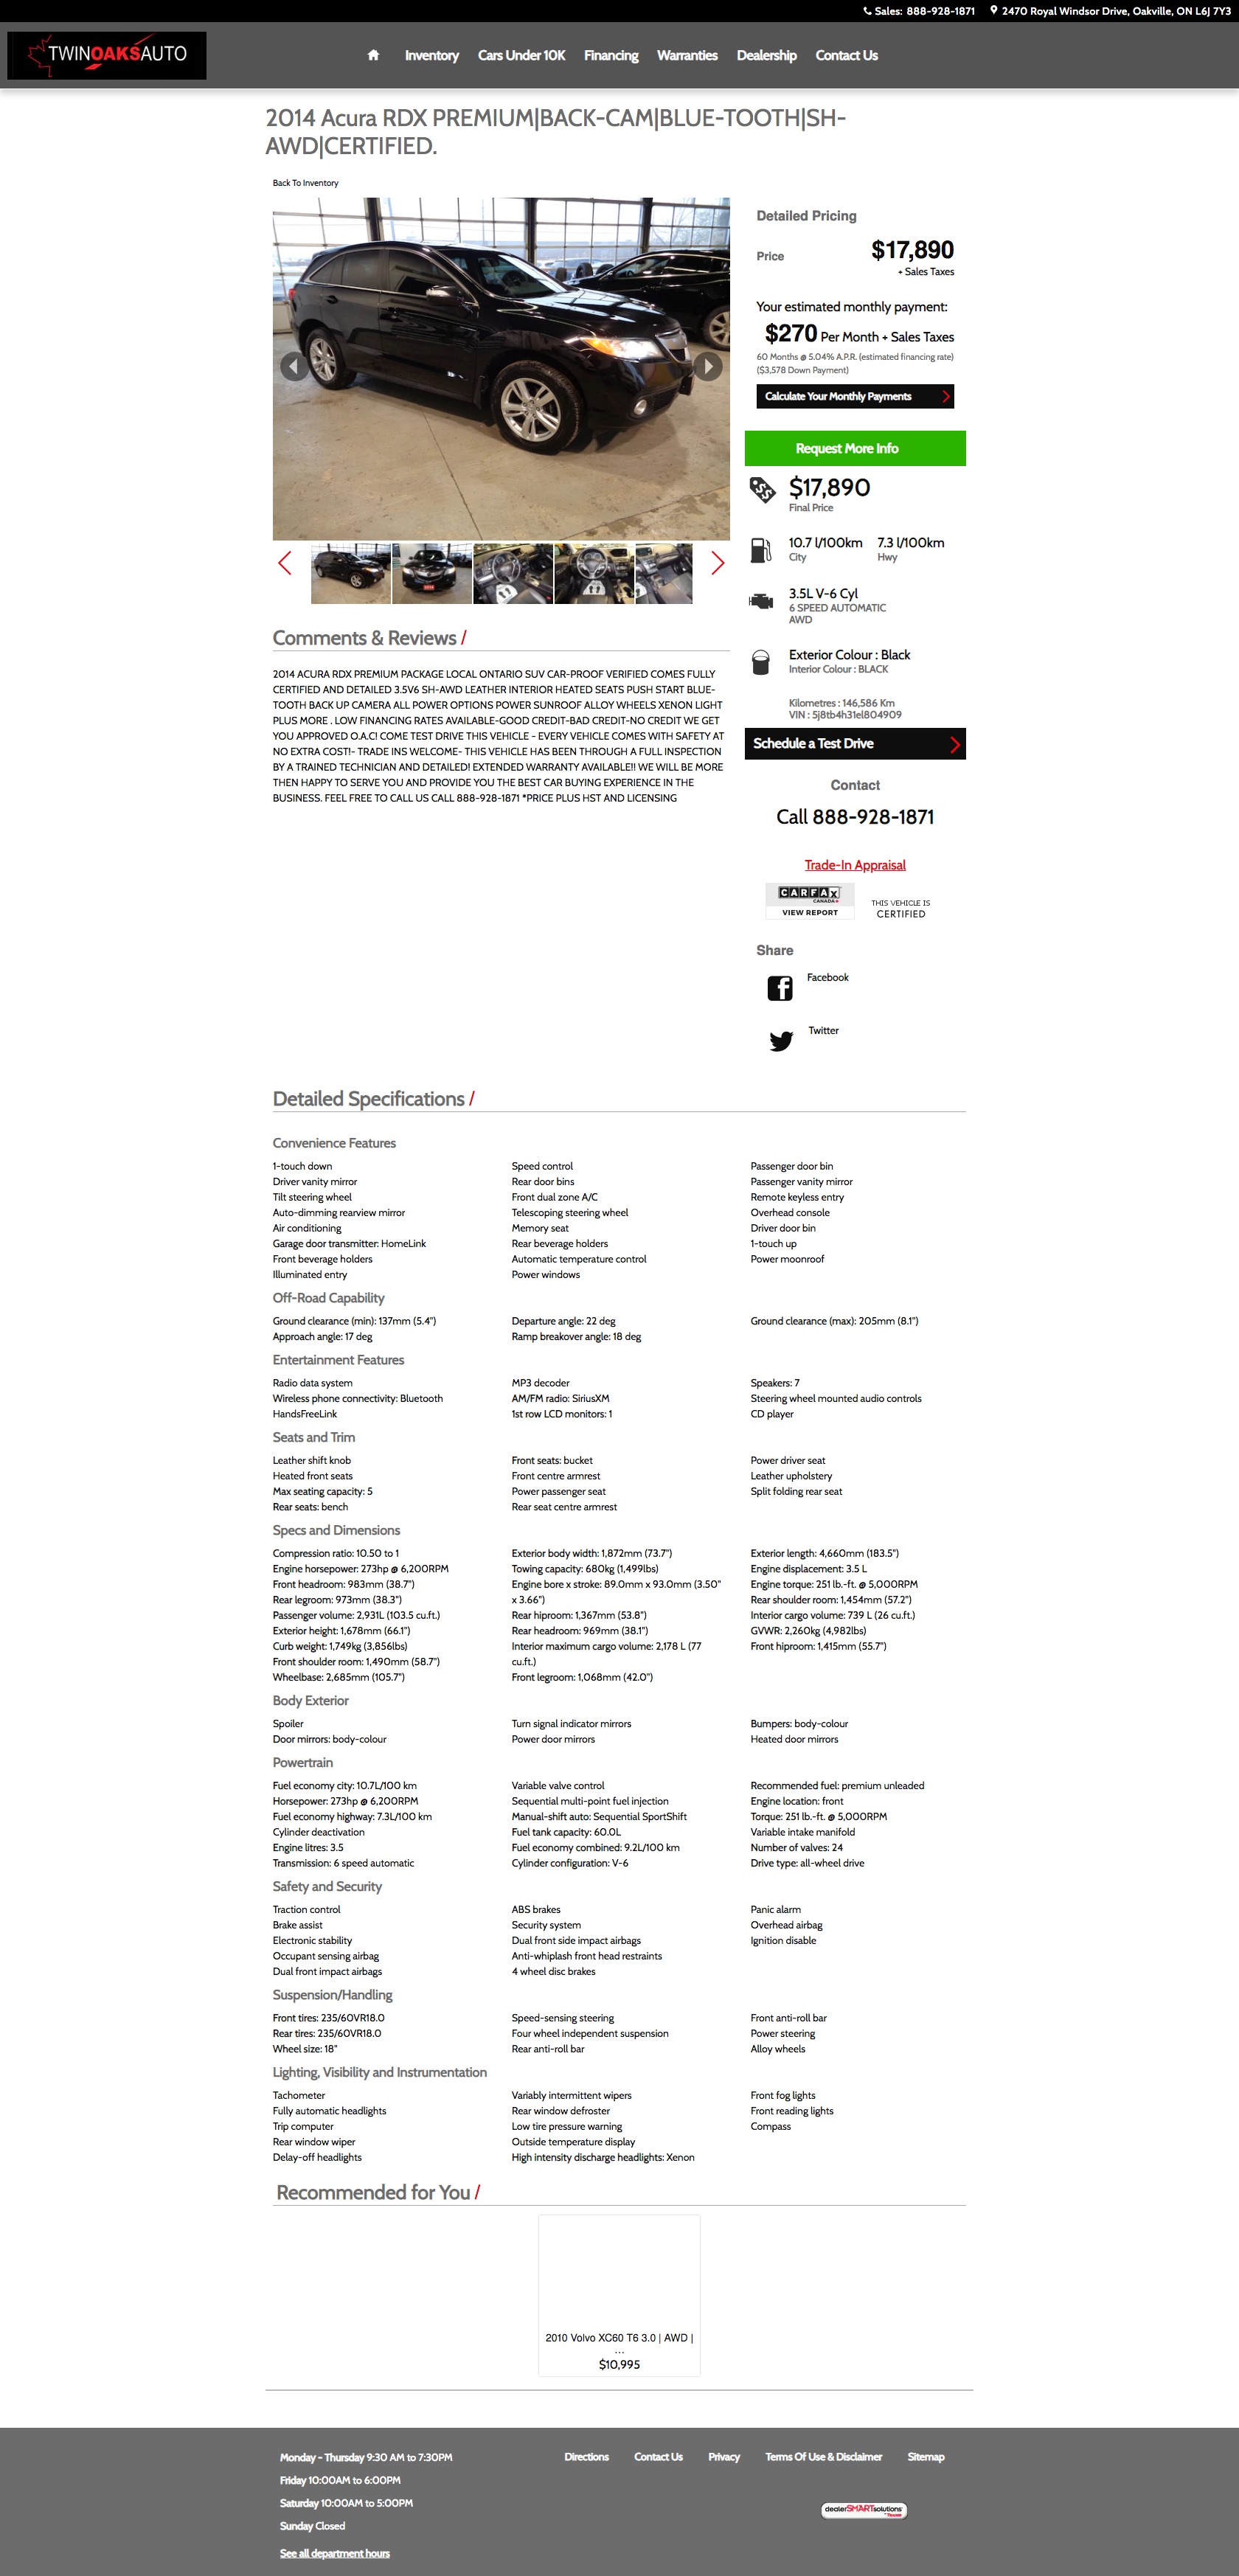 Sales: 888-928-1871
2470 Royal Windsor Drive, Oakville, ON L6J 7Y3
TWINOAKSAUTO
Inventory
Cars Under 10K
Financing
Warranties
Dealership
Contact Us
2014 Acura RDX PREMIUM|BACK-CAM|BLUE-TOOTH|SH-
AWD|CERTIFIED.
Back To Inventory
Detailed Pricing
Price
$17,890
+ Sales Taxes
Your estimated monthly payment:
$270 Per Month + Sales Taxes
60 Months @ 5.04% A.P.R. (estimated financing rate)
($3,578 Down Payment)
Calculate Your Monthly Payments
Request More Info
$17,890
Final Price
10.7 l/100km
City
7.3 l/100km
Hwy
3.5L V-6 Cyl
6 SPEED AUTOMATIC
AWD
Exterior Colour : Black
Interior Colour : BLACK
Kilometres : 146,586 Km
VIN : 5j8tb4h31el804909
Schedule a Test Drive
Contact
Call 888-928-1871
Trade-In Appraisal
CARFAX
CANADA
VIEW REPORT
THIS VEHICLE IS
CERTIFIED
Share
Facebook
Twitter
Comments & Reviews /
2014 ACURA RDX PREMIUM PACKAGE LOCAL ONTARIO SUV CAR-PROOF VERIFIED COMES FULLY
CERTIFIED AND DETAILED 3.5V6 SH-AWD LEATHER INTERIOR HEATED SEATS PUSH START BLUE-
TOOTH BACK UP CAMERA ALL POWER OPTIONS POWER SUNROOF ALLOY WHEELS XENON LIGHT
PLUS MORE . LOW FINANCING RATES AVAILABLE-GOOD CREDIT-BAD CREDIT-NO CREDIT WE GET
YOU APPROVED O.A.C! COME TEST DRIVE THIS VEHICLE - EVERY VEHICLE COMES WITH SAFETY AT
NO EXTRA COST!- TRADE INS WELCOME- THIS VEHICLE HAS BEEN THROUGH A FULL INSPECTION
BY A TRAINED TECHNICIAN AND DETAILED! EXTENDED WARRANTY AVAILABLE!! WE WILL BE MORE
THEN HAPPY TO SERVE YOU AND PROVIDE YOU THE BEST CAR BUYING EXPERIENCE IN THE
BUSINESS. FEEL FREE TO CALL US CALL 888-928-1871 *PRICE PLUS HST AND LICENSING
Detailed Specifications /
Convenience Features
1-touch down
Driver vanity mirror
Tilt steering wheel
Auto-dimming rearview mirror
Air conditioning
Garage door transmitter: HomeLink
Front beverage holders
Illuminated entry
Speed control
Rear door bins
Front dual zone A/C
Telescoping steering wheel
Memory seat
Rear beverage holders
Automatic temperature control
Power windows
Passenger door bin
Passenger vanity mirror
Remote keyless entry
Overhead console
Driver door bin
1-touch up
Power moonroof
Off-Road Capability
Ground clearance (min): 137mm (5.4")
Approach angle: 17 deg
Departure angle: 22 deg
Ramp breakover angle: 18 deg
Ground clearance (max): 205mm (8.1")
Entertainment Features
Radio data system
Wireless phone connectivity: Bluetooth
HandsFreeLink
MP3 decoder
AM/FM radio: SiriusXM
1st row LCD monitors: 1
Speakers: 7
Steering wheel mounted audio controls
CD player
Seats and Trim
Leather shift knob
Heated front seats
Max seating capacity: 5
Rear seats: bench
Front seats: bucket
Front centre armrest
Power passenger seat
Rear seat centre armrest
Power driver seat
Leather upholstery
Split folding rear seat
Specs and Dimensions
Compression ratio: 10.50 to 1
Engine horsepower: 273hp @ 6,200RPM
Front headroom: 983mm (38.7")
Rear legroom: 973mm (38.3")
Passenger volume: 2,931L (103.5 cu.ft.)
Exterior height: 1,678mm (66.1")
Curb weight: 1,749kg (3,856lbs)
Front shoulder room: 1,490mm (58.7")
Wheelbase: 2,685mm (105.7")
Exterior body width: 1,872mm (73.7")
Towing capacity: 680kg (1,499lbs)
Engine bore x stroke: 89.0mm x 93.0mm (3.50"
x 3.66")
Rear hiproom: 1,367mm (53.8")
Rear headroom: 969mm (38.1")
Interior maximum cargo volume: 2,178 L (77
cu.ft.)
Front legroom: 1,068mm (42.0")
Exterior length: 4,660mm (183.5")
Engine displacement: 3.5 L
Engine torque: 251 lb.-ft. @ 5,000RPM
Rear shoulder room: 1,454mm (57.2")
Interior cargo volume: 739 L (26 cu.ft.)
GVWR: 2,260kg (4,982lbs)
Front hiproom: 1,415mm (55.7")
Body Exterior
Spoiler
Door mirrors: body-colour
Turn signal indicator mirrors
Power door mirrors
Bumpers: body-colour
Heated door mirrors
Powertrain
Fuel economy city: 10.7L/100 km
Horsepower: 273hp @ 6,200RPM
Fuel economy highway: 7.3L/100 km
Cylinder deactivation
Engine litres: 3.5
Transmission: 6 speed automatic
Variable valve control
Sequential multi-point fuel injection
Manual-shift auto: Sequential SportShift
Fuel tank capacity: 60.0L
Fuel economy combined: 9.2L/100 km
Cylinder configuration: V-6
Recommended fuel: premium unleaded
Engine location: front
Torque: 251 lb.-ft. @ 5,000RPM
Variable intake manifold
Number of valves: 24
Drive type: all-wheel drive
Safety and Security
Traction control
Brake assist
Electronic stability
Occupant sensing airbag
Dual front impact airbags
ABS brakes
Security system
Dual front side impact airbags
Anti-whiplash front head restraints
4 wheel disc brakes
Panic alarm
Overhead airbag
Ignition disable
Suspension/Handling
Front tires: 235/60VR18.0
Rear tires: 235/60VR18.0
Wheel size: 18"
Speed-sensing steering
Four wheel independent suspension
Rear anti-roll bar
Front anti-roll bar
Power steering
Alloy wheels
Lighting, Visibility and Instrumentation
Tachometer
Fully automatic headlights
Trip computer
Rear window wiper
Delay-off headlights
Variably intermittent wipers
Rear window defroster
Low tire pressure warning
Outside temperature display
High intensity discharge headlights: Xenon
Front fog lights
Front reading lights
Compass
Recommended for You /
2010 Volvo XC60 T6 3.0 | AWD |
...
$10,995
Monday - Thursday 9:30 AM to 7:30PM
Friday 10:00AM to 6:00PM
Saturday 10:00AM to 5:00PM
Sunday Closed
See all department hours
Directions
Contact Us
Privacy
Terms Of Use & Disclaimer
Sitemap
dealerSMARTsolutions